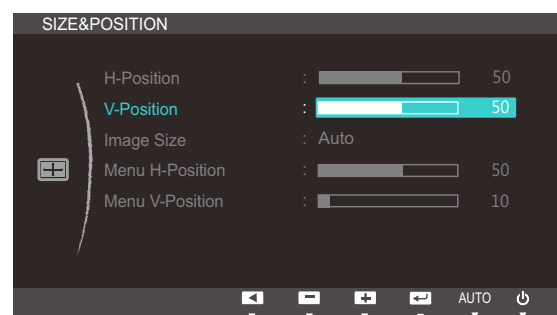 SIZE&POSITION
H-Position : 50
V-Position : 50
Image Size : Auto
Menu H-Position : 50
Menu V-Position : 10
AUTO